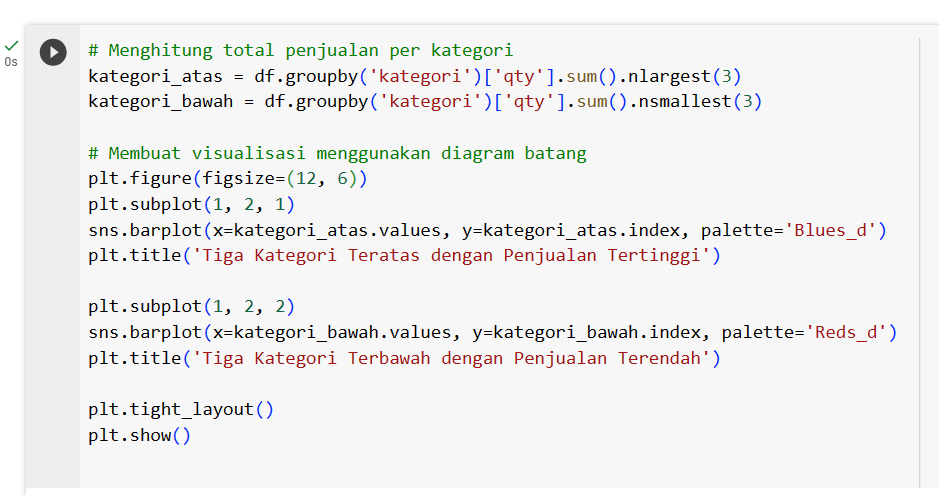 # Menghitung total penjualan per kategori
kategori_atas = df.groupby('kategori')['qty'].sum().nlargest(3)
0s
kategori_bawah = df.groupby('kategori')['qty'].sum().nsmallest(3)
# Membuat visualisasi menggunakan diagram batang
plt.figure(figsize=(12, 6))
plt.subplot(1, 2, 1)
sns.barplot(x=kategori_atas.values, y=kategori_atas.index, palette='Blues_d')
plt.title('Tiga Kategori Teratas dengan Penjualan Tertinggi')
plt.subplot(1, 2, 2)
sns.barplot(x=kategori_bawah.values, y=kategori_bawah.index, palette='Reds_d')
plt.title('Tiga Kategori Terbawah dengan Penjualan Terendah')
plt.tight_layout()
plt.show()